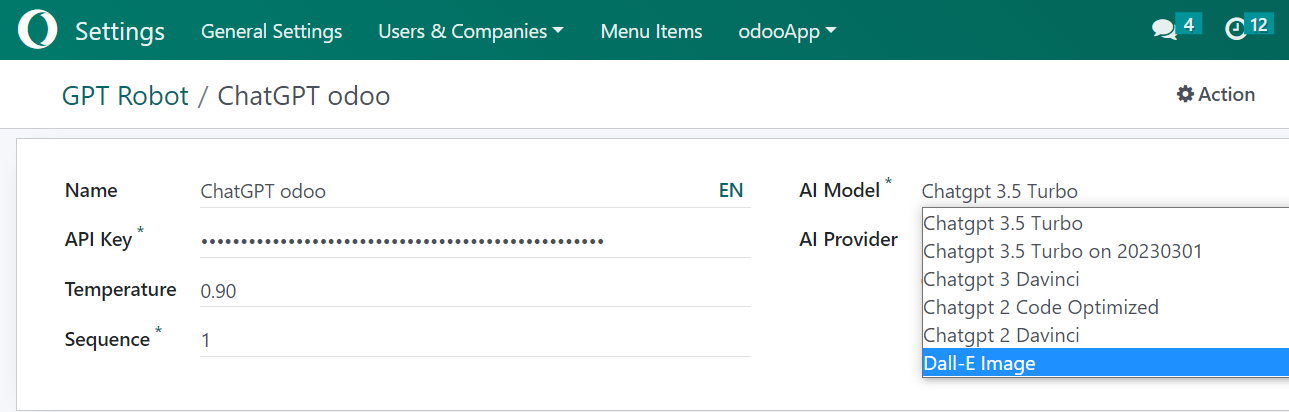 Settings General Settings Users & Companies Menu Items odooApp 4 12
GPT Robot / ChatGPT odoo Action
Name ChatGPT odoo EN AI Model * Chatgpt 3.5 Turbo
Chatgpt 3.5 Turbo
API Key * •••••••••••••••••••••••••••••••••••••••••••••••••••• AI Provider
Chatgpt 3.5 Turbo on 20230301
Chatgpt 3 Davinci
Temperature 0.90
Chatgpt 2 Code Optimized
Sequence * 1
Chatgpt 2 Davinci
Dall-E Image